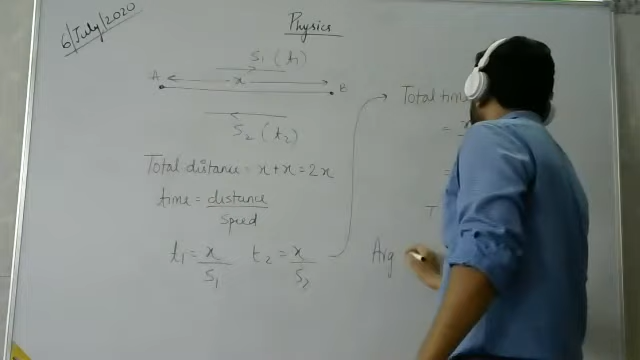 6/July/2020
Physics
S1 (t1)
A x B
S2 (t2)
Total distance = x + x = 2x
time = distance / speed
t1 = x / S1 t2 = x / S2
Total time
=
=
T
Avg